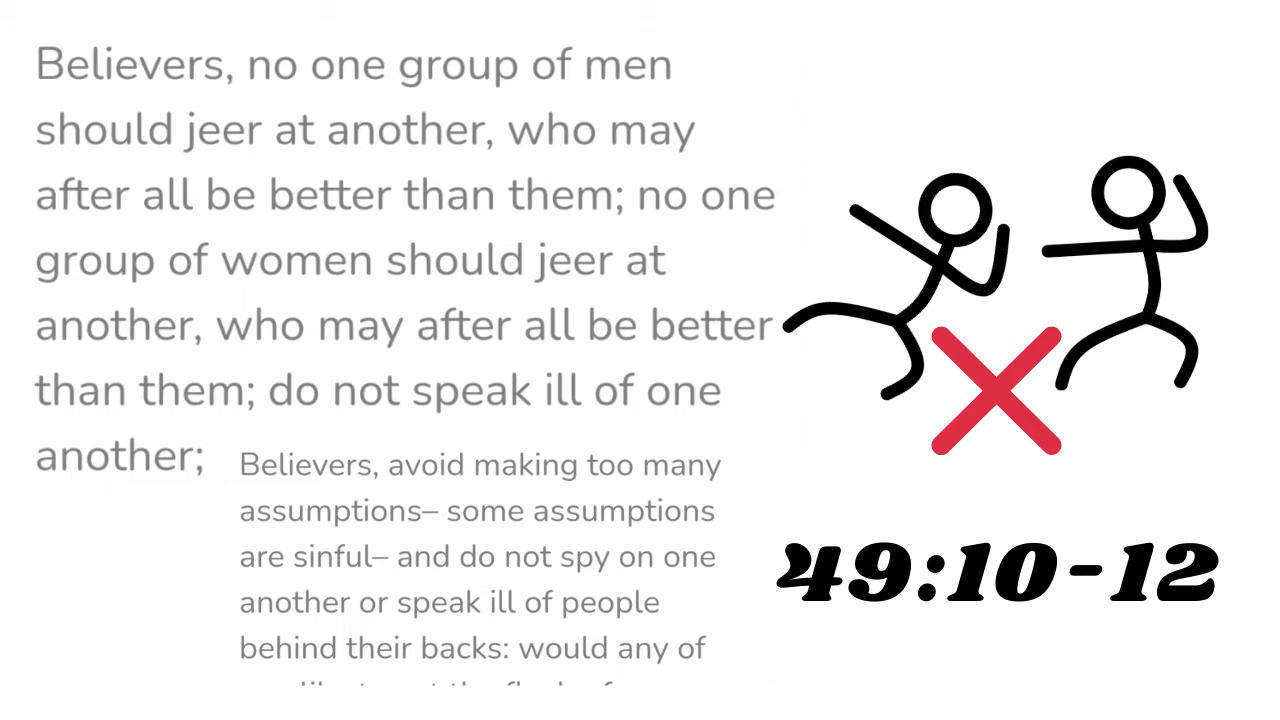 Believers, no one group of men
should jeer at another, who may
after all be better than them; no one
group of women should jeer at
another, who may after all be better
than them; do not speak ill of one
another;
Believers, avoid making too many
assumptions– some assumptions
are sinful– and do not spy on one
another or speak ill of people
behind their backs: would any of
49:10-12